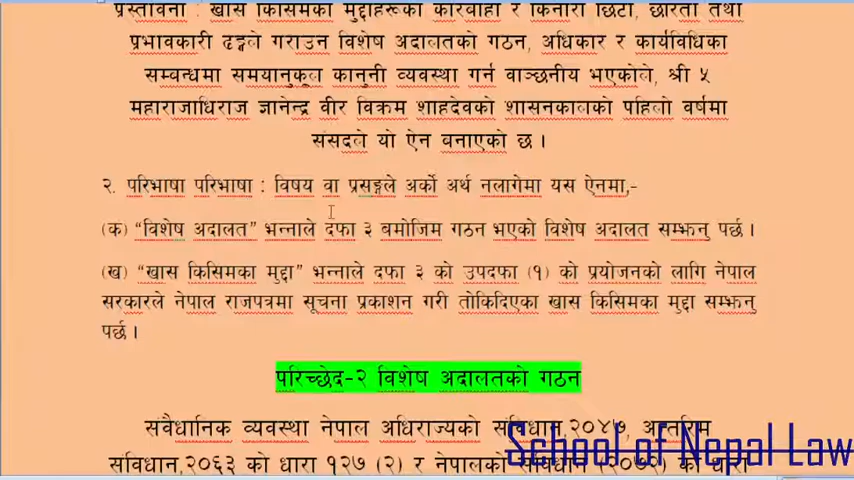 प्रस्तावना : खास किसिमका मुद्दाहरूको कारबाही र किनारा छिटो, छरितो तथा
प्रभावकारी ढङ्गले गराउन विशेष अदालतको गठन, अधिकार र कार्यविधिका
सम्बन्धमा समयानुकूल कानुनी व्यवस्था गर्न वाञ्छनीय भएकोले, श्री ५
महाराजाधिराज ज्ञानेन्द्र वीर विक्रम शाहदेवको शासनकालको पहिलो वर्षमा
संसदले यो ऐन बनाएको छ ।
२. परिभाषा परिभाषा : विषय वा प्रसङ्गले अर्को अर्थ नलागेमा यस ऐनमा,-
(क) "विशेष अदालत" भन्नाले दफा ३ बमोजिम गठन भएको विशेष अदालत सम्झनु पर्छ ।
(ख) "खास किसिमका मुद्दा" भन्नाले दफा ३ को उपदफा (१) को प्रयोजनको लागि नेपाल
सरकारले नेपाल राजपत्रमा सूचना प्रकाशन गरी तोकिदिएका खास किसिमका मुद्दा सम्झनु
पर्छ ।
परिच्छेद-२ विशेष अदालतको गठन
संवैधानिक व्यवस्था नेपाल अधिराज्यको संविधान,२०४७, अन्तरिम
संविधान,२०६३ को धारा १२७ (२) र नेपालको संविधान (२०७२) को धारा
School of Nepal Law